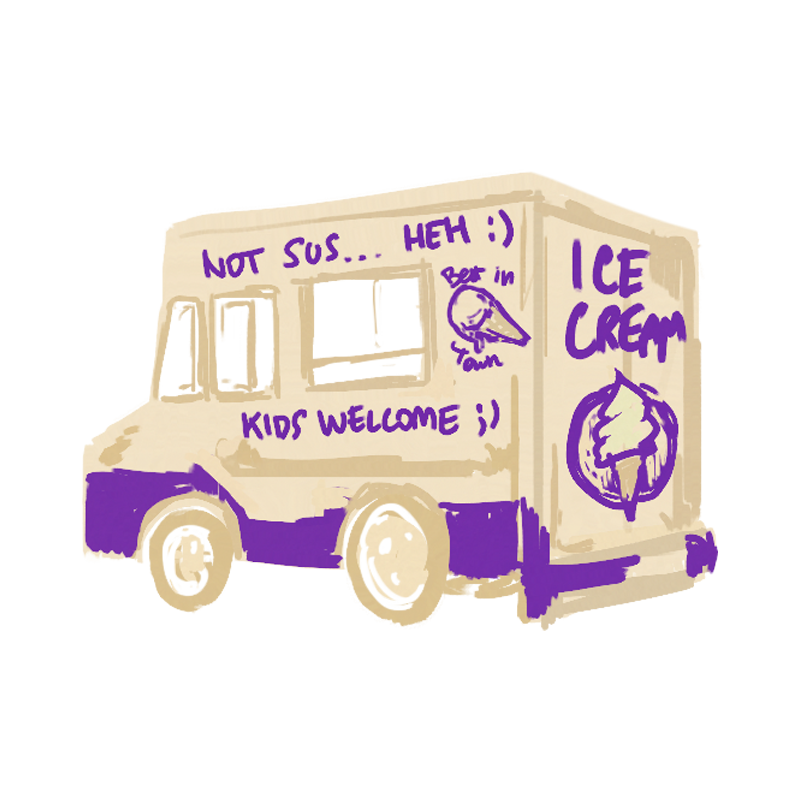 NOT SUS... HEH :)
Best in
Town
KIDS WELCOME ;)
ICE
CREAM